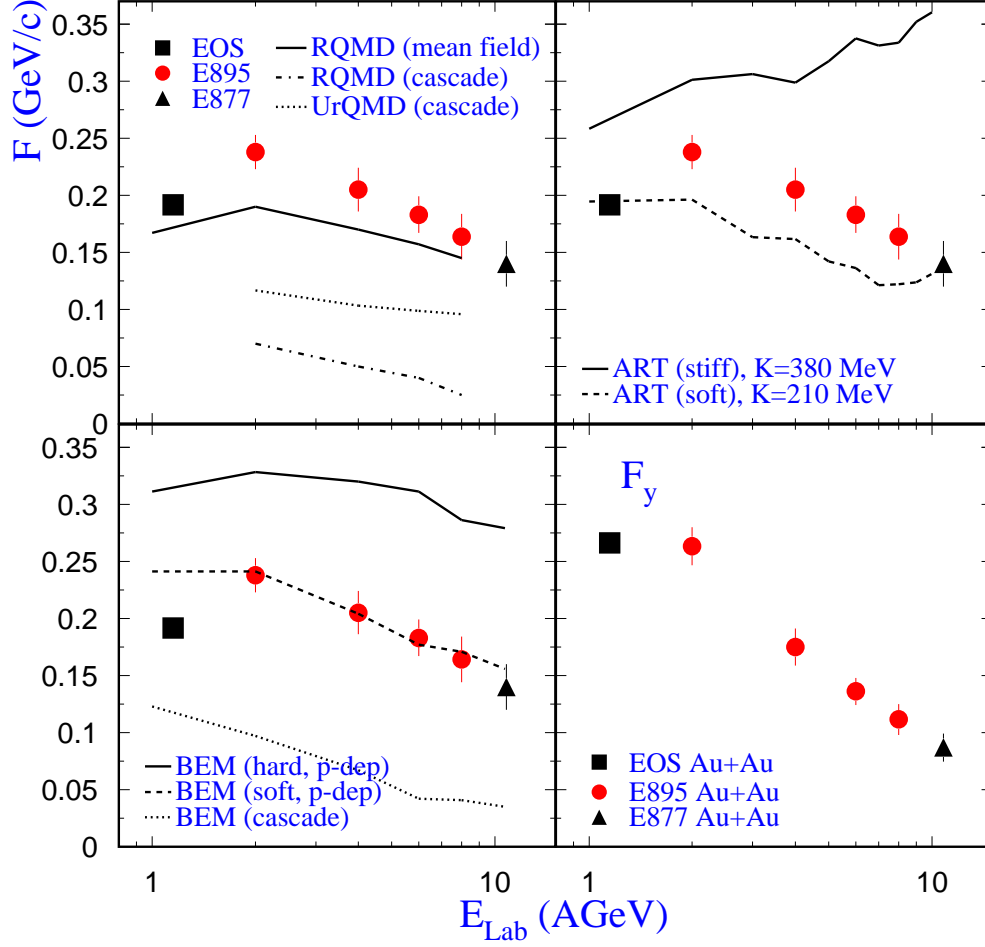 F (GeV/c)
0.35
0.3
0.25
0.2
0.15
0.1
0.05
0
EOS
E895
E877
RQMD (mean field)
RQMD (cascade)
UrQMD (cascade)
ART (stiff), K=380 MeV
ART (soft), K=210 MeV
0.35
0.3
0.25
0.2
0.15
0.1
0.05
0
BEM (hard, p-dep)
BEM (soft, p-dep)
BEM (cascade)
F_y
EOS Au+Au
E895 Au+Au
E877 Au+Au
1 10 1 10
E_Lab (AGeV)